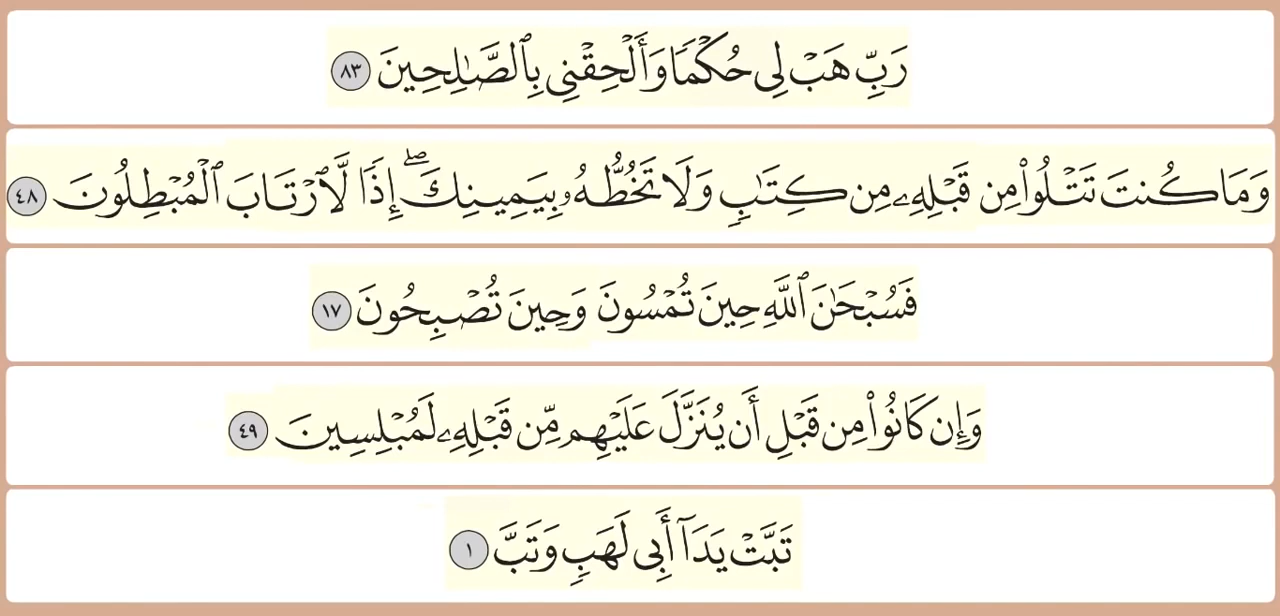 رَبِّ هَبْ لِى حُكْمًا وَأَلْحِقْنِى بِٱلصَّـٰلِحِينَ ٨٣
وَمَا كُنتَ تَتْلُوا۟ مِن قَبْلِهِۦ مِن كِتَـٰبٍ وَلَا تَخُطُّهُۥ بِيَمِينِكَ ۖ إِذًا لَّٱرْتَابَ ٱلْمُبْطِلُونَ ٤٨
فَسُبْحَـٰنَ ٱللَّهِ حِينَ تُمْسُونَ وَحِينَ تُصْبِحُونَ ١٧
وَإِن كَانُوا۟ مِن قَبْلِ أَن يُنَزَّلَ عَلَيْهِم مِّن قَبْلِهِۦ لَمُبْلِسِينَ ٤٩
تَبَّتْ يَدَآ أَبِى لَهَبٍ وَتَبَّ ١